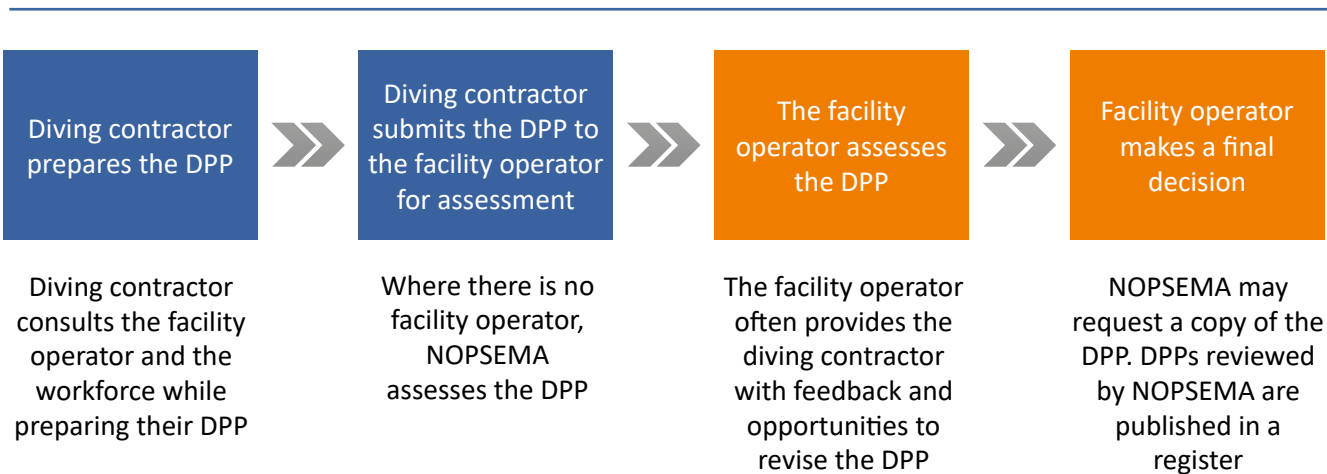 Diving contractor
prepares the DPP
Diving contractor
submits the DPP to
the facility operator
for assessment
The facility
operator assesses
the DPP
Facility operator
makes a final
decision
Diving contractor
consults the facility
operator and the
workforce while
preparing their DPP
Where there is no
facility operator,
NOPSEMA
assesses the DPP
The facility operator
often provides the
diving contractor
with feedback and
opportunities to
revise the DPP
NOPSEMA may
request a copy of the
DPP. DPPs reviewed
by NOPSEMA are
published in a
register